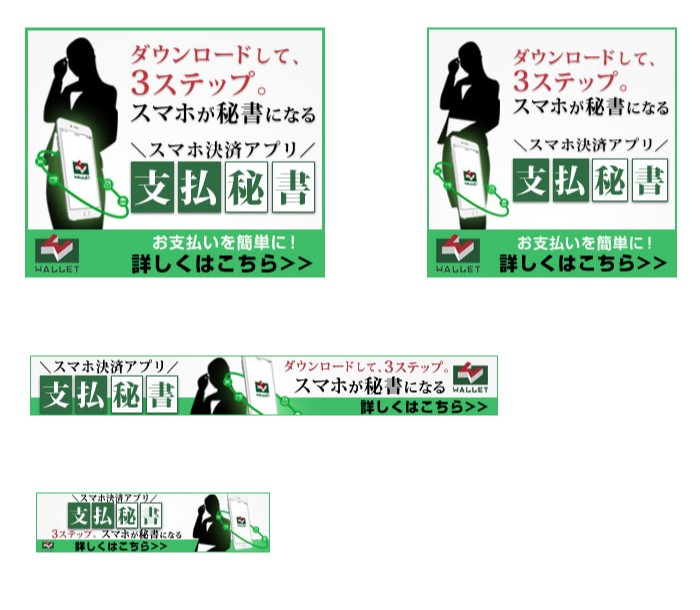 ダウンロードして、
3ステップ。
スマホが秘書になる
＼スマホ決済アプリ／
支払秘書
WALLET
お支払いを簡単に！
詳しくはこちら>>
WALLET
ダウンロードして、
3ステップ。
スマホが秘書になる
＼スマホ決済アプリ／
支払秘書
WALLET
お支払いを簡単に！
詳しくはこちら>>
WALLET
＼スマホ決済アプリ／
支払秘書
ダウンロードして、3ステップ。
スマホが秘書になる
WALLET
詳しくはこちら>>
＼スマホ決済アプリ／
支払秘書
3ステップ。スマホが秘書になる
詳しくはこちら>>